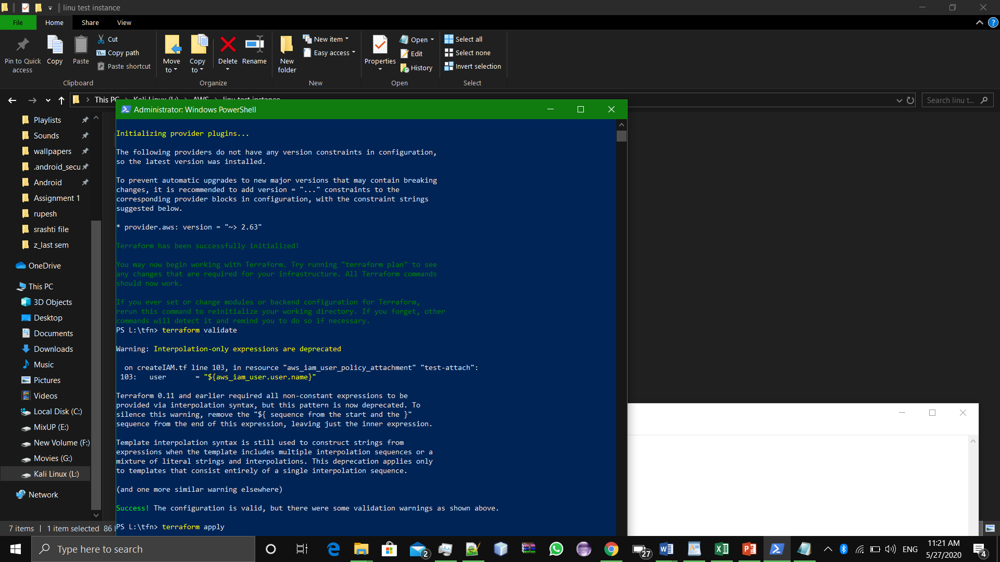 linu test instance
File
Home
Share
View
Pin to Quick access
Copy
Paste
Cut
Copy path
Paste shortcut
Clipboard
Move to
Copy to
Delete
Rename
Organize
New folder
New item
Easy access
New
Properties
Open
Edit
History
Open
Select all
Select none
Invert selection
Select
This PC
Kali Linux (L:)
AWS
linu test instance
Search linu t...
Playlists
Sounds
wallpapers
.android_secu
Android
Assignment 1
rupesh
srashti file
z_last sem
OneDrive
This PC
3D Objects
Desktop
Documents
Downloads
Music
Pictures
Videos
Local Disk (C:)
MixUP (E:)
New Volume (F:)
Movies (G:)
Kali Linux (L:)
Network
7 items
1 item selected 86
Administrator: Windows PowerShell
Initializing provider plugins...
The following providers do not have any version constraints in configuration,
so the latest version was installed.
To prevent automatic upgrades to new major versions that may contain breaking
changes, it is recommended to add version = "..." constraints to the
corresponding provider blocks in configuration, with the constraint strings
suggested below.
* provider.aws: version = "~> 2.63"
Terraform has been successfully initialized!
You may now begin working with Terraform. Try running "terraform plan" to see
any changes that are required for your infrastructure. All Terraform commands
should now work.
If you ever set or change modules or backend configuration for Terraform,
rerun this command to reinitialize your working directory. If you forget, other
commands will detect it and remind you to do so if necessary.
PS L:\tfn> terraform validate
Warning: Interpolation-only expressions are deprecated
on createIAM.tf line 103, in resource "aws_iam_user_policy_attachment" "test-attach":
103: user = "${aws_iam_user.user.name}"
Terraform 0.11 and earlier required all non-constant expressions to be
provided via interpolation syntax, but this pattern is now deprecated. To
silence this warning, remove the "${ sequence from the start and the }"
sequence from the end of this expression, leaving just the inner expression.
Template interpolation syntax is still used to construct strings from
expressions when the template includes multiple interpolation sequences or a
mixture of literal strings and interpolations. This deprecation applies only
to templates that consist entirely of a single interpolation sequence.
(and one more similar warning elsewhere)
Success! The configuration is valid, but there were some validation warnings as shown above.
PS L:\tfn> terraform apply
Type here to search
2
27
ENG
11:21 AM
5/27/2020
4